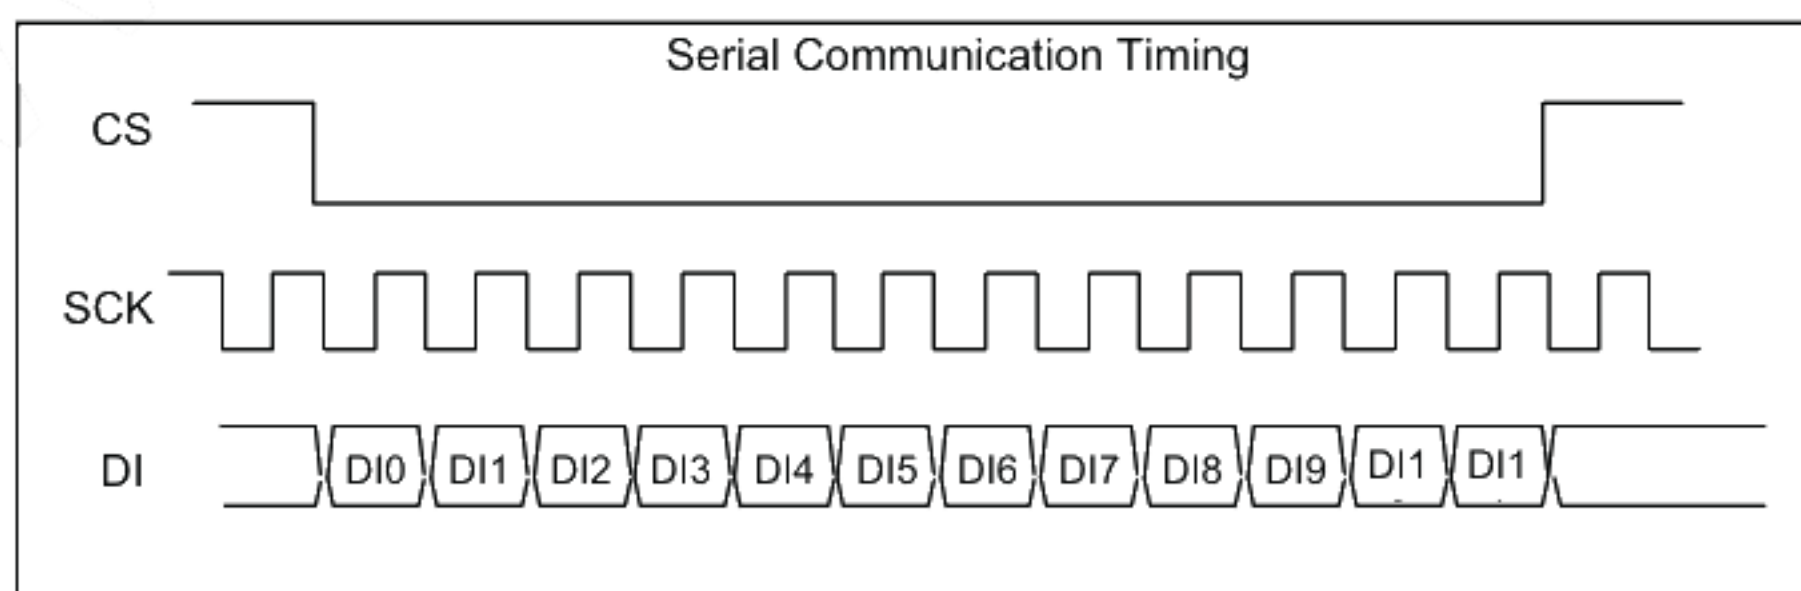 Serial Communication Timing
CS
SCK
DI DI0 DI1 DI2 DI3 DI4 DI5 DI6 DI7 DI8 DI9 DI1 DI1